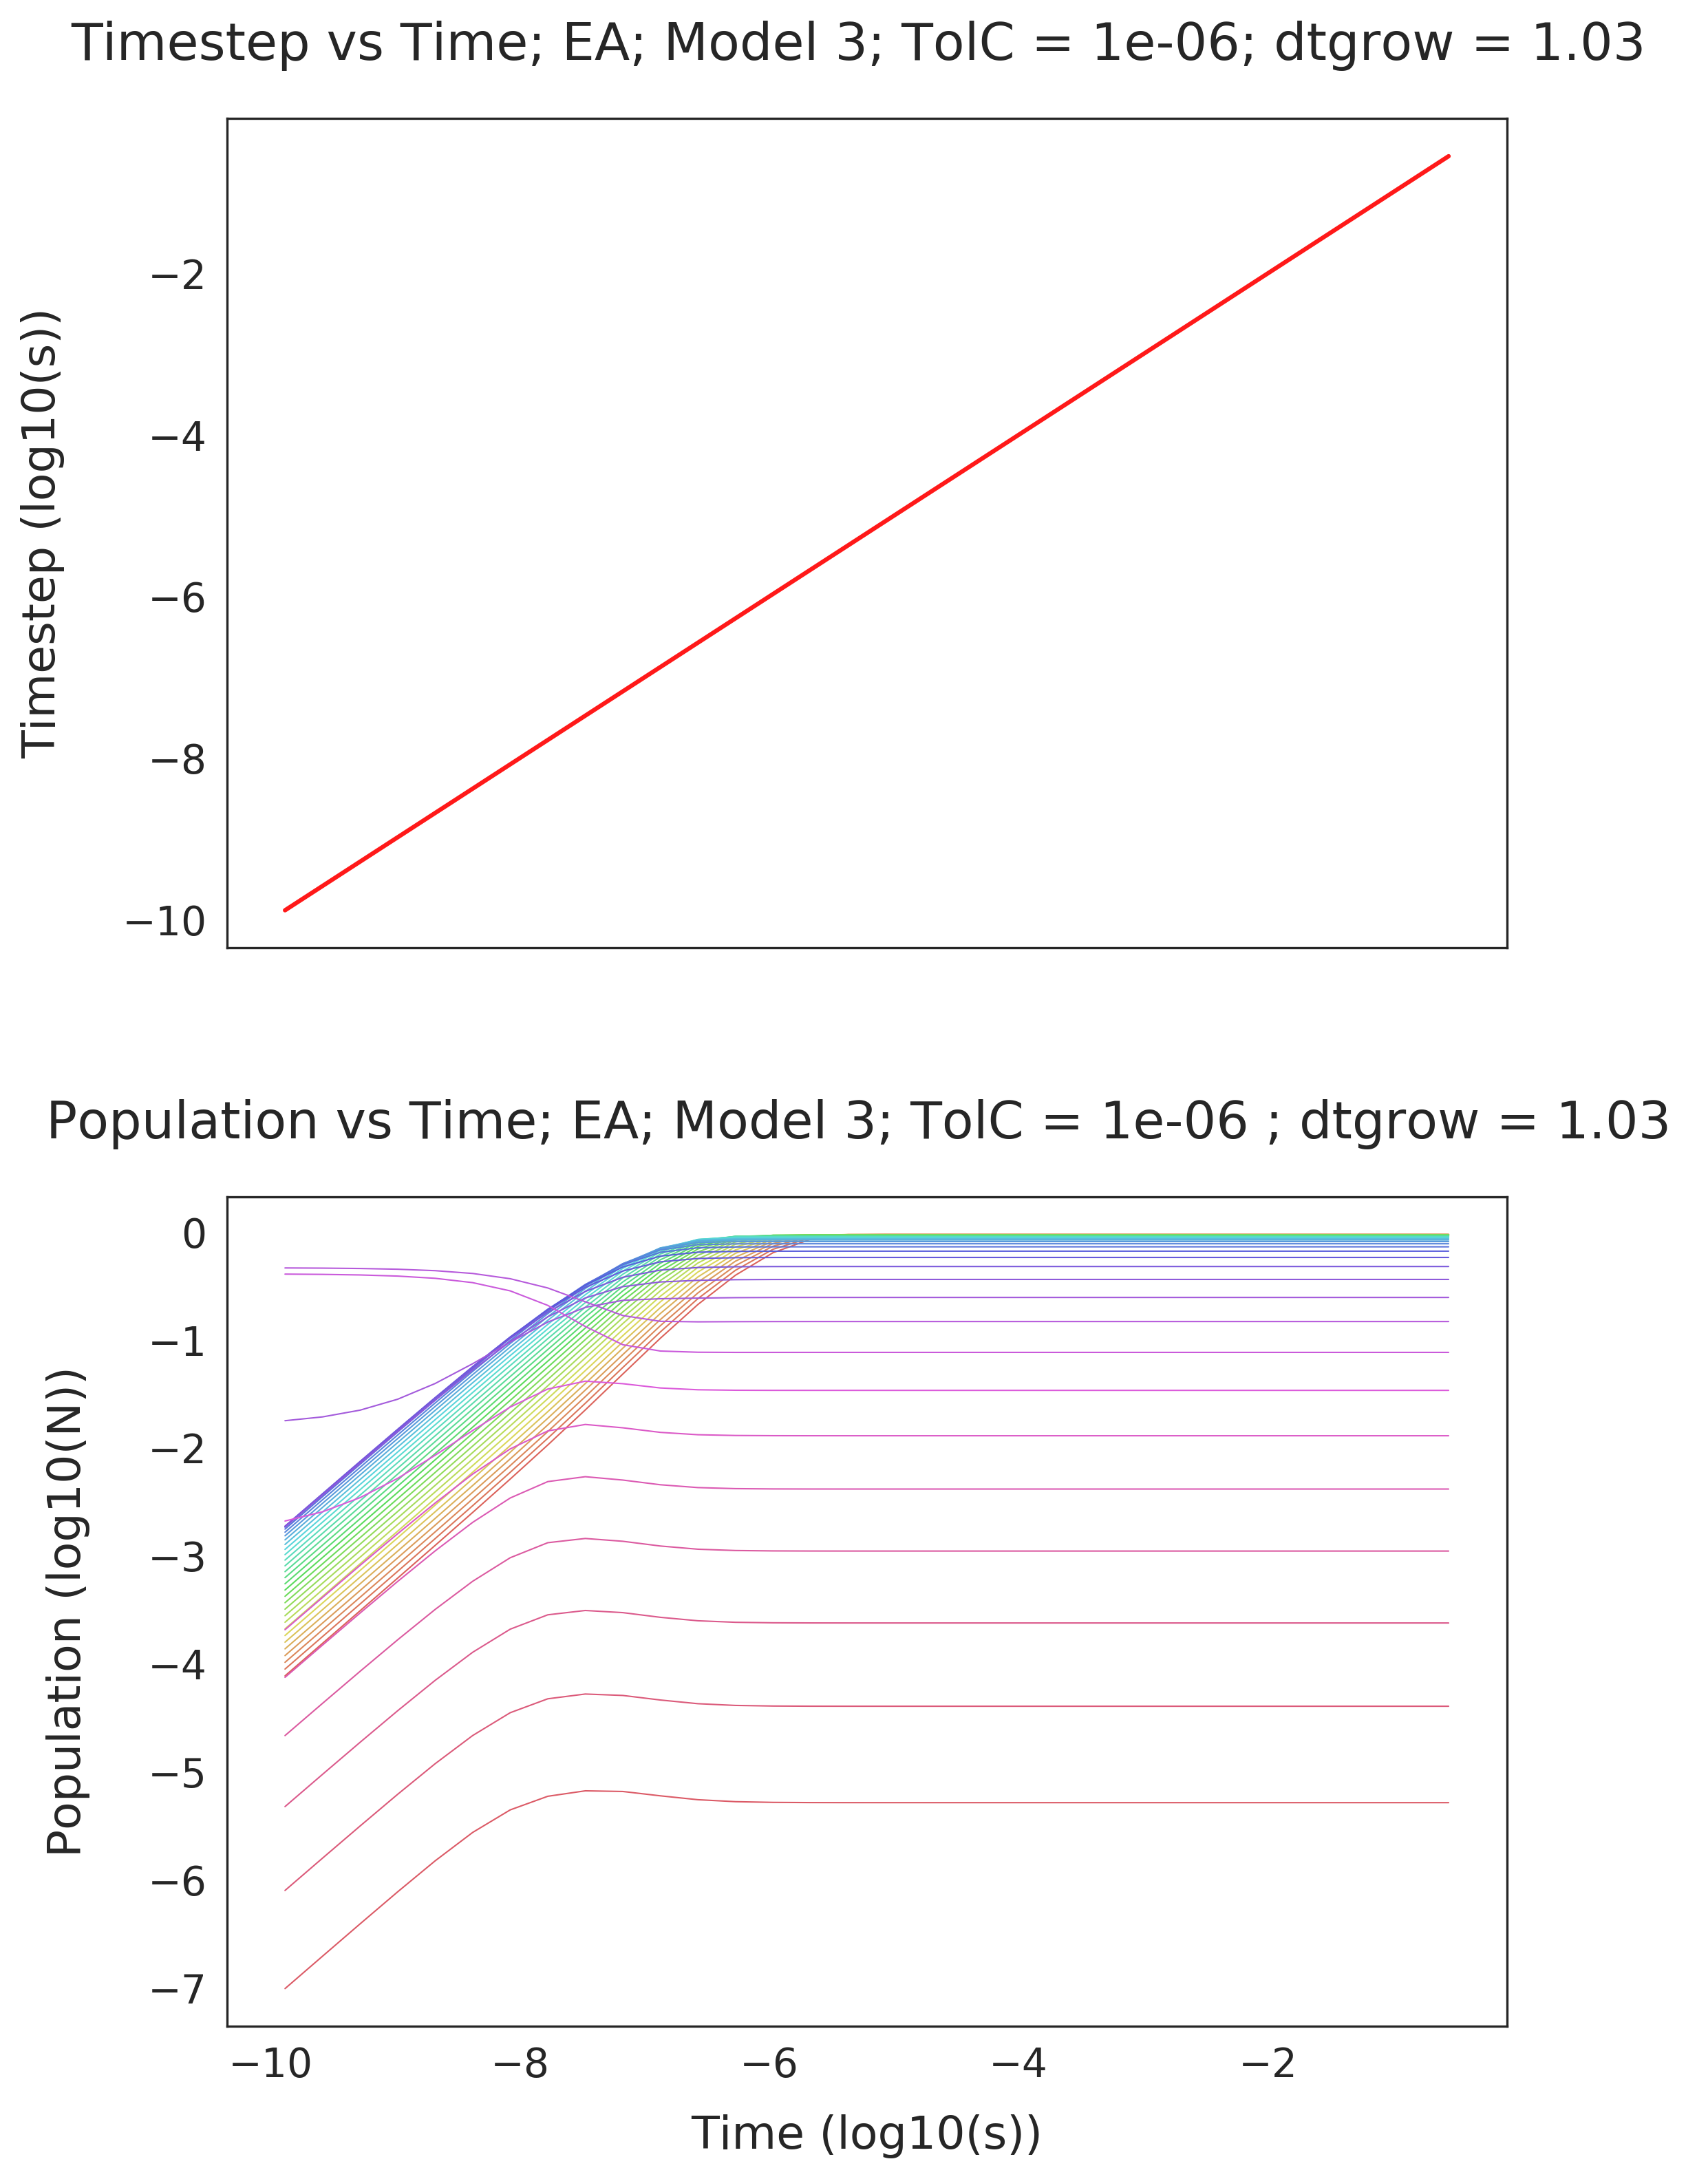 Timestep vs Time; EA; Model 3; TolC = 1e-06; dtgrow = 1.03
Timestep (log10(s))
−2
−4
−6
−8
−10
Population vs Time; EA; Model 3; TolC = 1e-06 ; dtgrow = 1.03
Population (log10(N))
0
−1
−2
−3
−4
−5
−6
−7
−10 −8 −6 −4 −2
Time (log10(s))